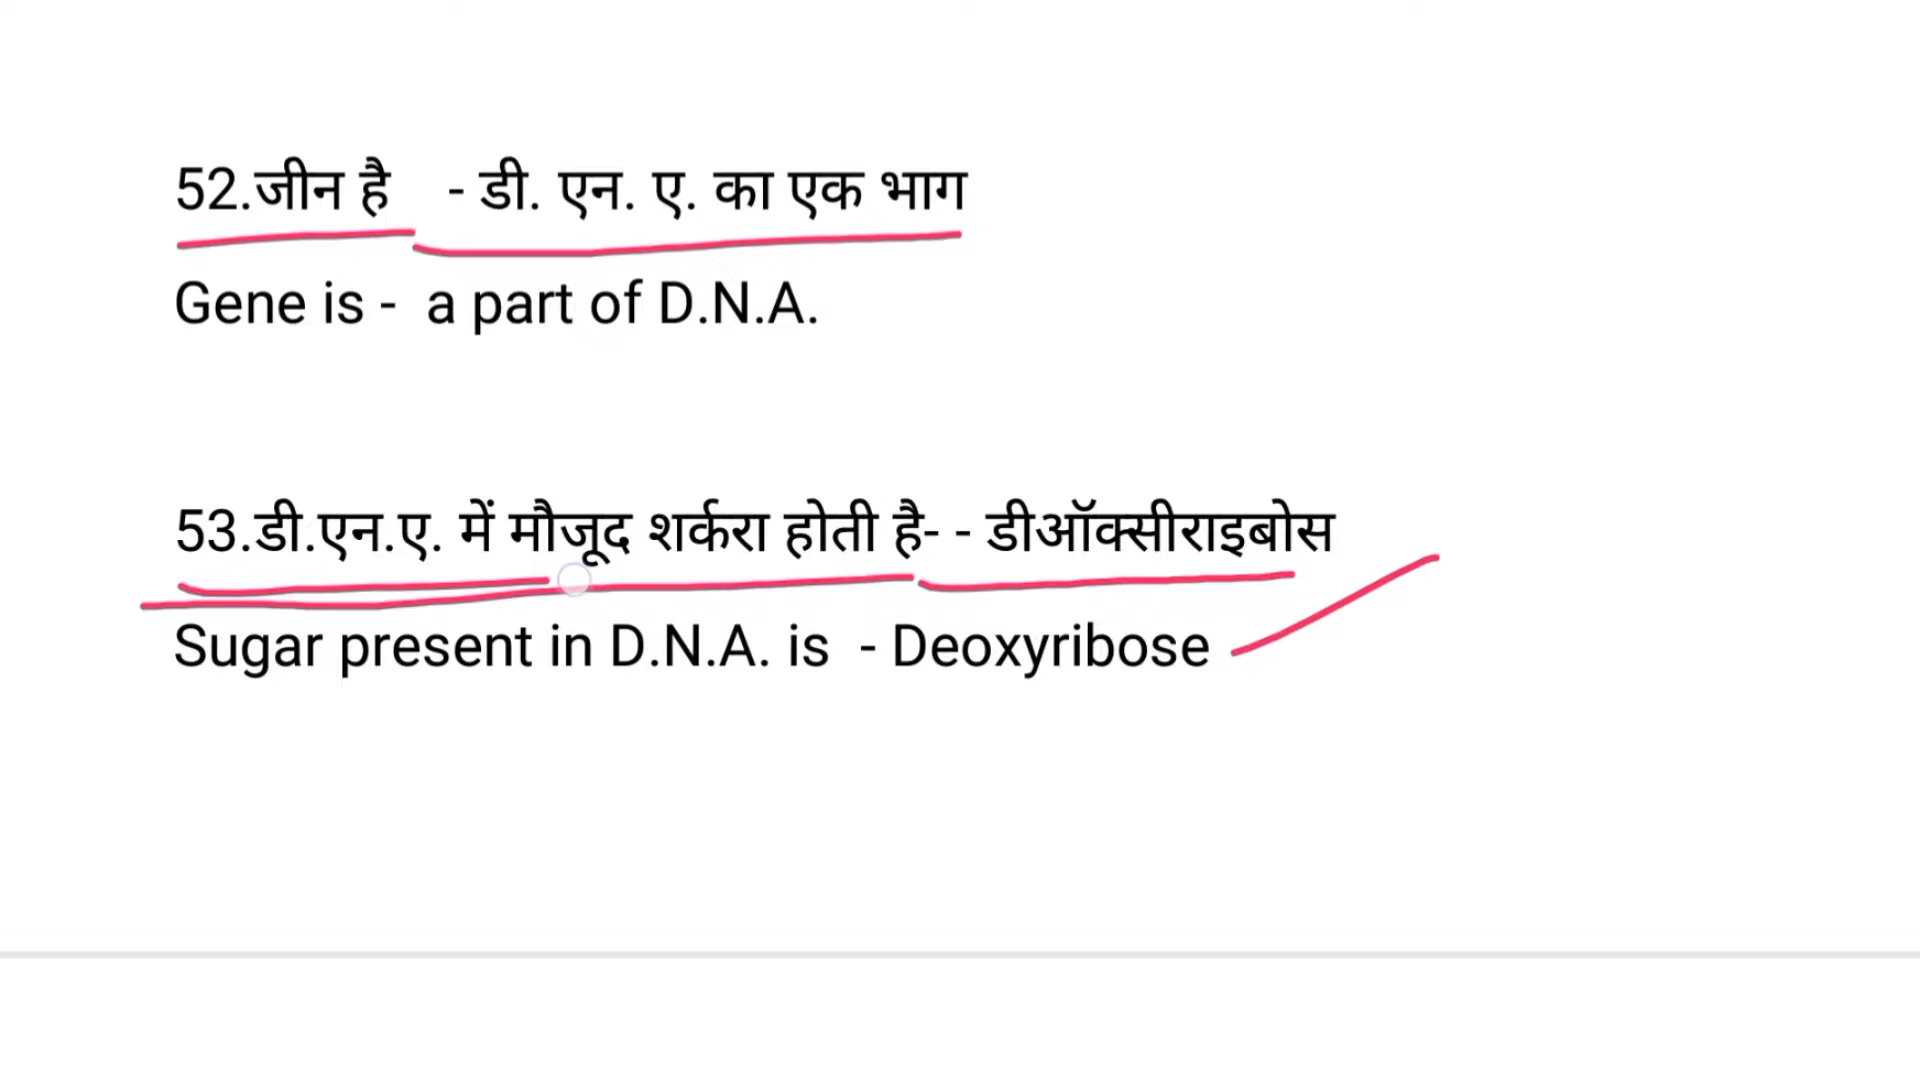 52.जीन है - डी. एन. ए. का एक भाग
Gene is - a part of D.N.A.
53.डी.एन.ए. में मौजूद शर्करा होती है- - डीऑक्सीराइबोस
Sugar present in D.N.A. is - Deoxyribose